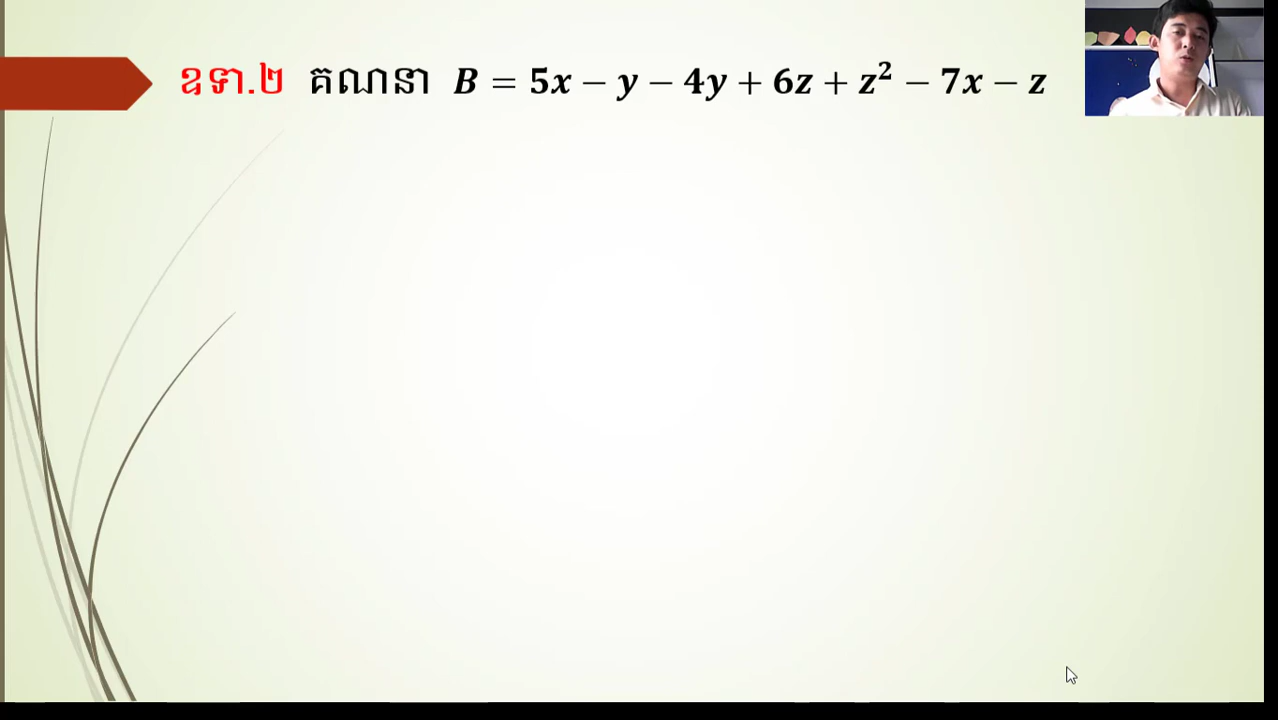 ឧទា.២ គណនា B = 5x − y − 4y + 6z + z² − 7x − z